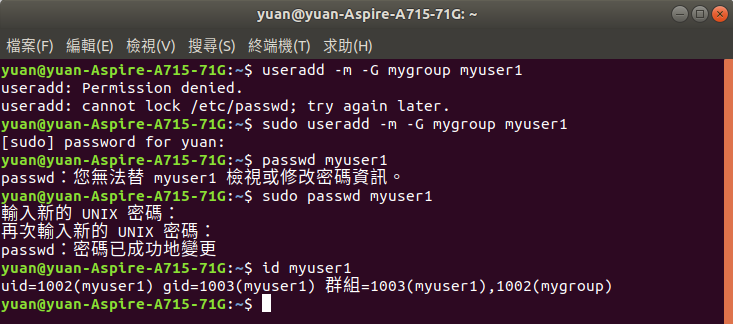 yuan@yuan-Aspire-A715-71G: ~
檔案(F) 編輯(E) 檢視(V) 搜尋(S) 終端機(T) 求助(H)
yuan@yuan-Aspire-A715-71G:~$ useradd -m -G mygroup myuser1
useradd: Permission denied.
useradd: cannot lock /etc/passwd; try again later.
yuan@yuan-Aspire-A715-71G:~$ sudo useradd -m -G mygroup myuser1
[sudo] password for yuan:
yuan@yuan-Aspire-A715-71G:~$ passwd myuser1
passwd：您無法替 myuser1 檢視或修改密碼資訊。
yuan@yuan-Aspire-A715-71G:~$ sudo passwd myuser1
輸入新的 UNIX 密碼：
再次輸入新的 UNIX 密碼：
passwd：密碼已成功地變更
yuan@yuan-Aspire-A715-71G:~$ id myuser1
uid=1002(myuser1) gid=1003(myuser1) 群組=1003(myuser1),1002(mygroup)
yuan@yuan-Aspire-A715-71G:~$